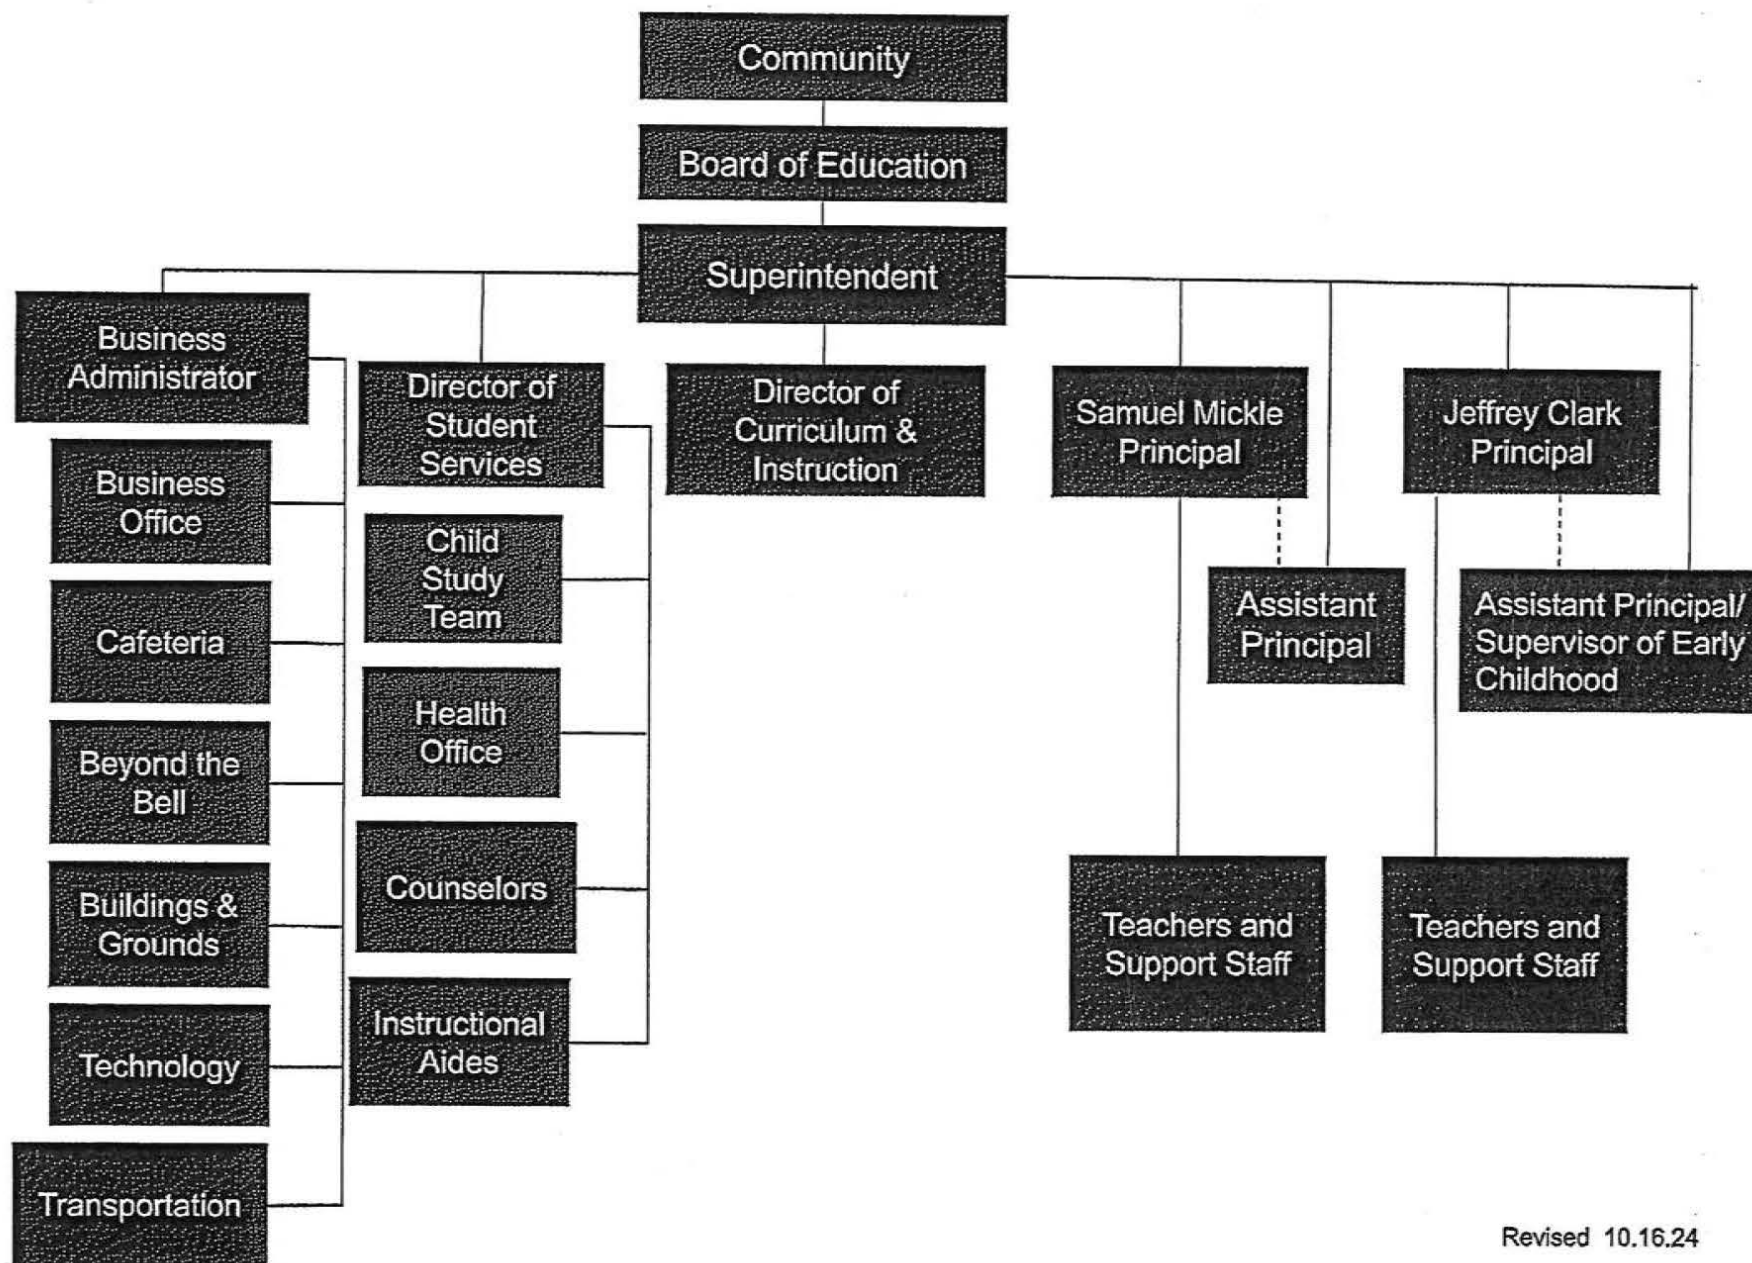 Community
Board of Education
Superintendent
Business
Administrator
Business
Office
Cafeteria
Beyond the
Bell
Buildings &
Grounds
Technology
Transportation
Director of
Student
Services
Child
Study
Team
Health
Office
Counselors
Instructional
Aides
Director of
Curriculum &
Instruction
Samuel Mickle
Principal
Assistant
Principal
Teachers and
Support Staff
Jeffrey Clark
Principal
Assistant Principal/
Supervisor of Early
Childhood
Teachers and
Support Staff
Revised 10.16.24